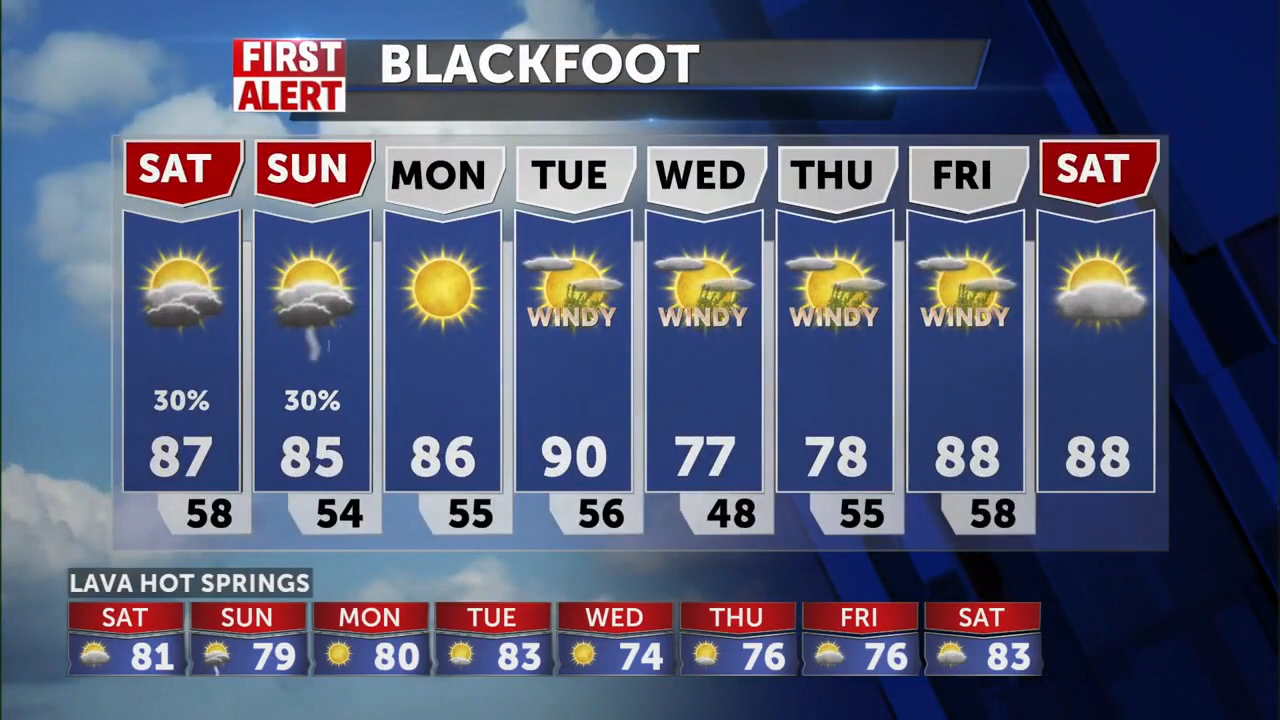 FIRST
ALERT
BLACKFOOT
SAT SUN MON TUE WED THU FRI SAT
WINDY WINDY WINDY WINDY
30% 30%
87 85 86 90 77 78 88 88
58 54 55 56 48 55 58
LAVA HOT SPRINGS
SAT SUN MON TUE WED THU FRI SAT
81 79 80 83 74 76 76 83